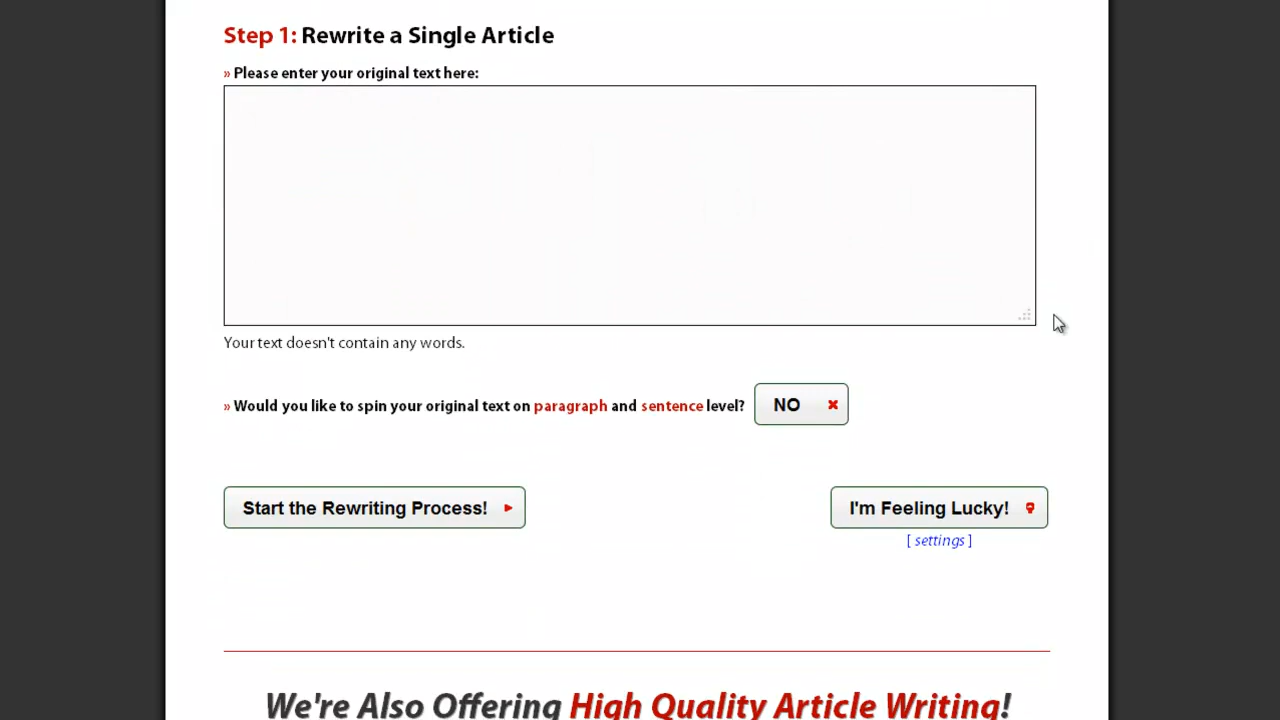 Step 1: Rewrite a Single Article
» Please enter your original text here:
Your text doesn't contain any words.
» Would you like to spin your original text on paragraph and sentence level? NO
Start the Rewriting Process! I'm Feeling Lucky!
[ settings ]
We're Also Offering High Quality Article Writing!